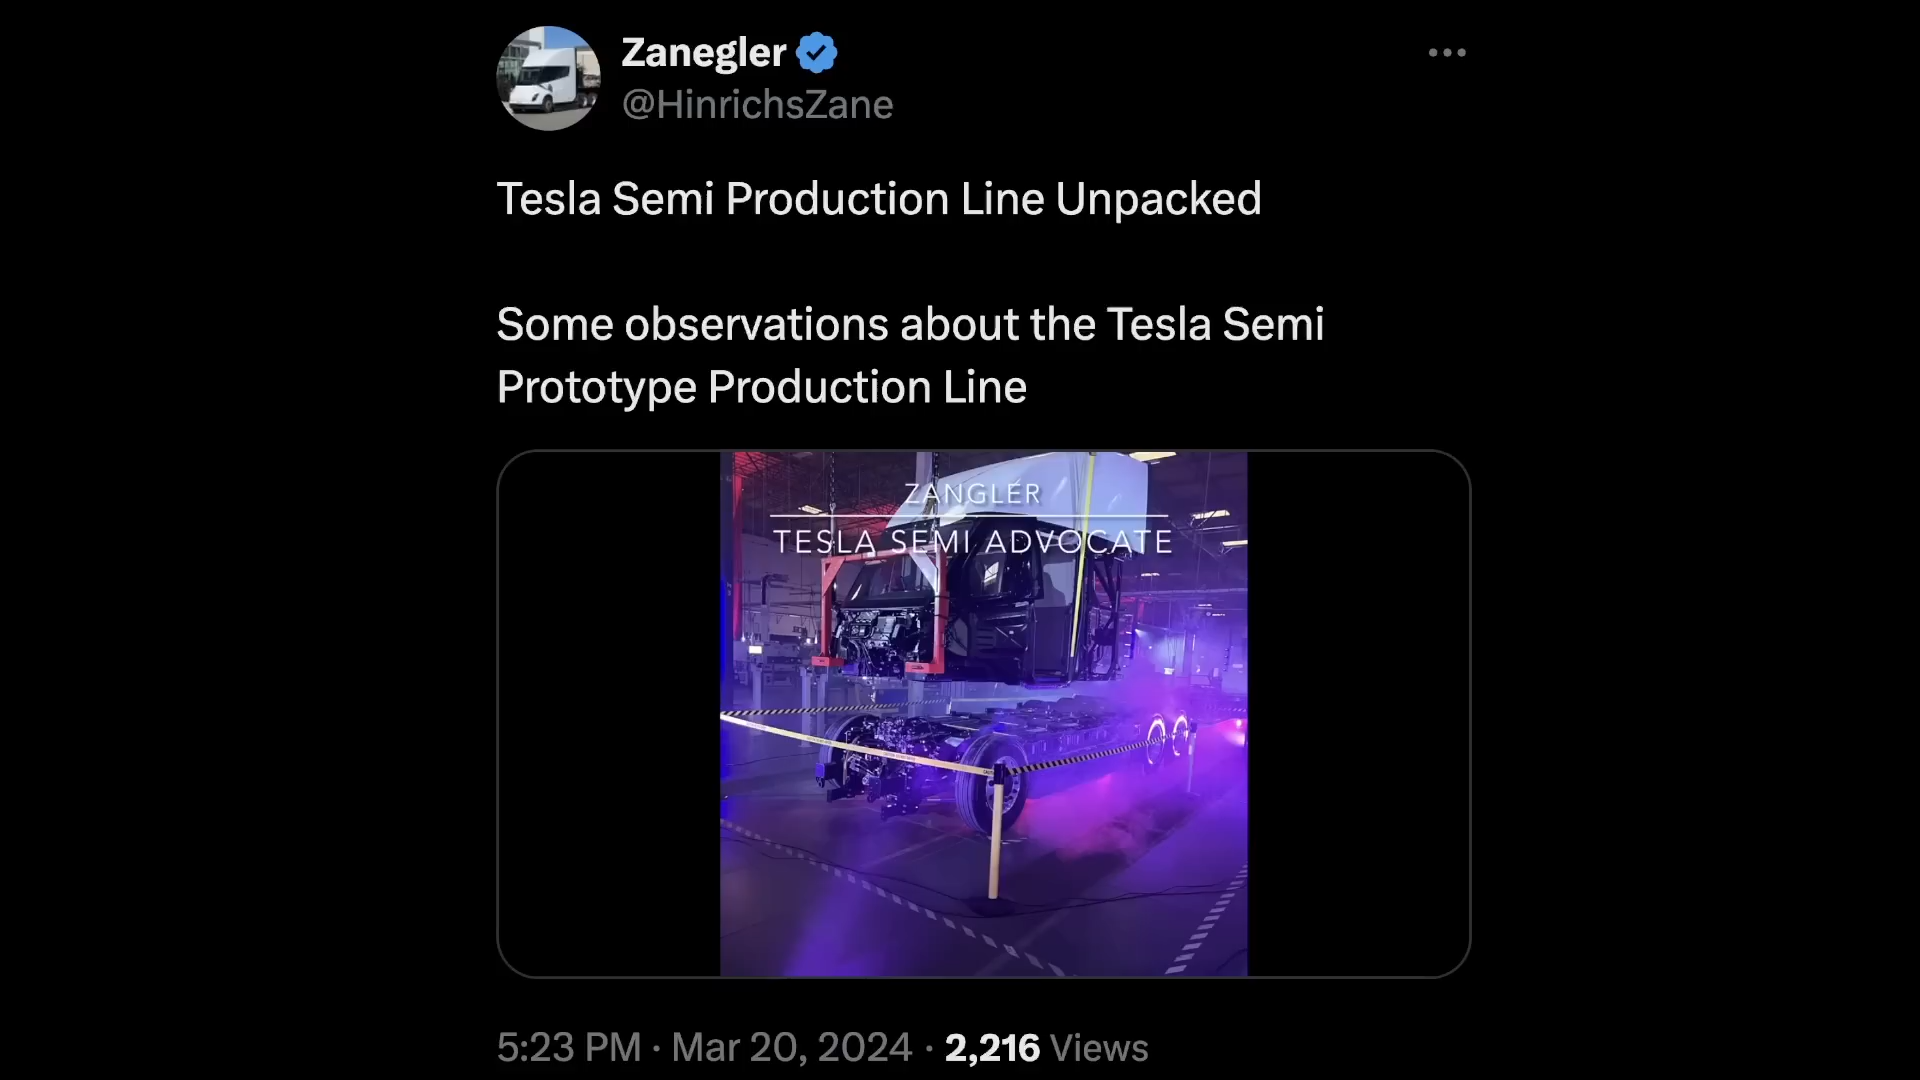 Zanegler
@HinrichsZane
Tesla Semi Production Line Unpacked
Some observations about the Tesla Semi
Prototype Production Line
ZANGLER
TESLA SEMI ADVOCATE
5:23 PM · Mar 20, 2024 · 2,216 Views